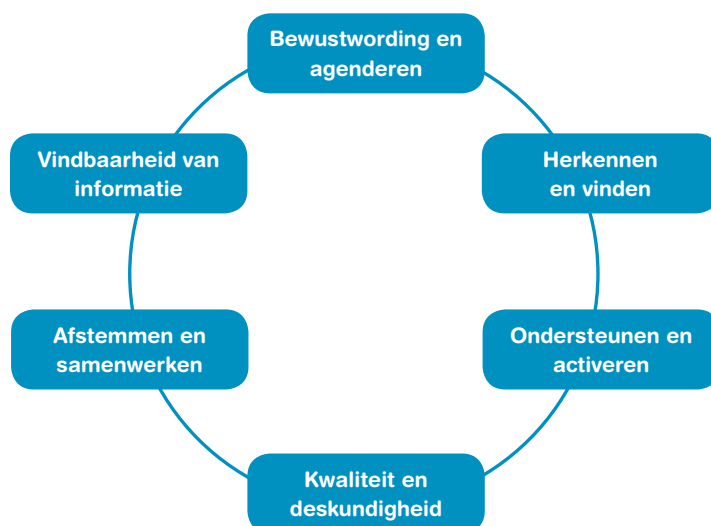 Bewustwording en
agenderen
Vindbaarheid van
informatie
Herkennen
en vinden
Afstemmen en
samenwerken
Ondersteunen en
activeren
Kwaliteit en
deskundigheid